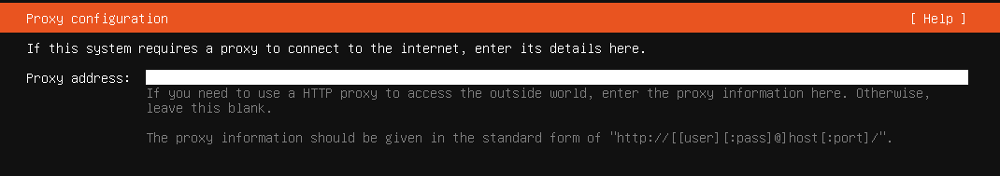 Proxy configuration [ Help ]
If this system requires a proxy to connect to the internet, enter its details here.
Proxy address:
If you need to use a HTTP proxy to access the outside world, enter the proxy information here. Otherwise,
leave this blank.
The proxy information should be given in the standard form of "http://[[user][:pass]@]host[:port]/".